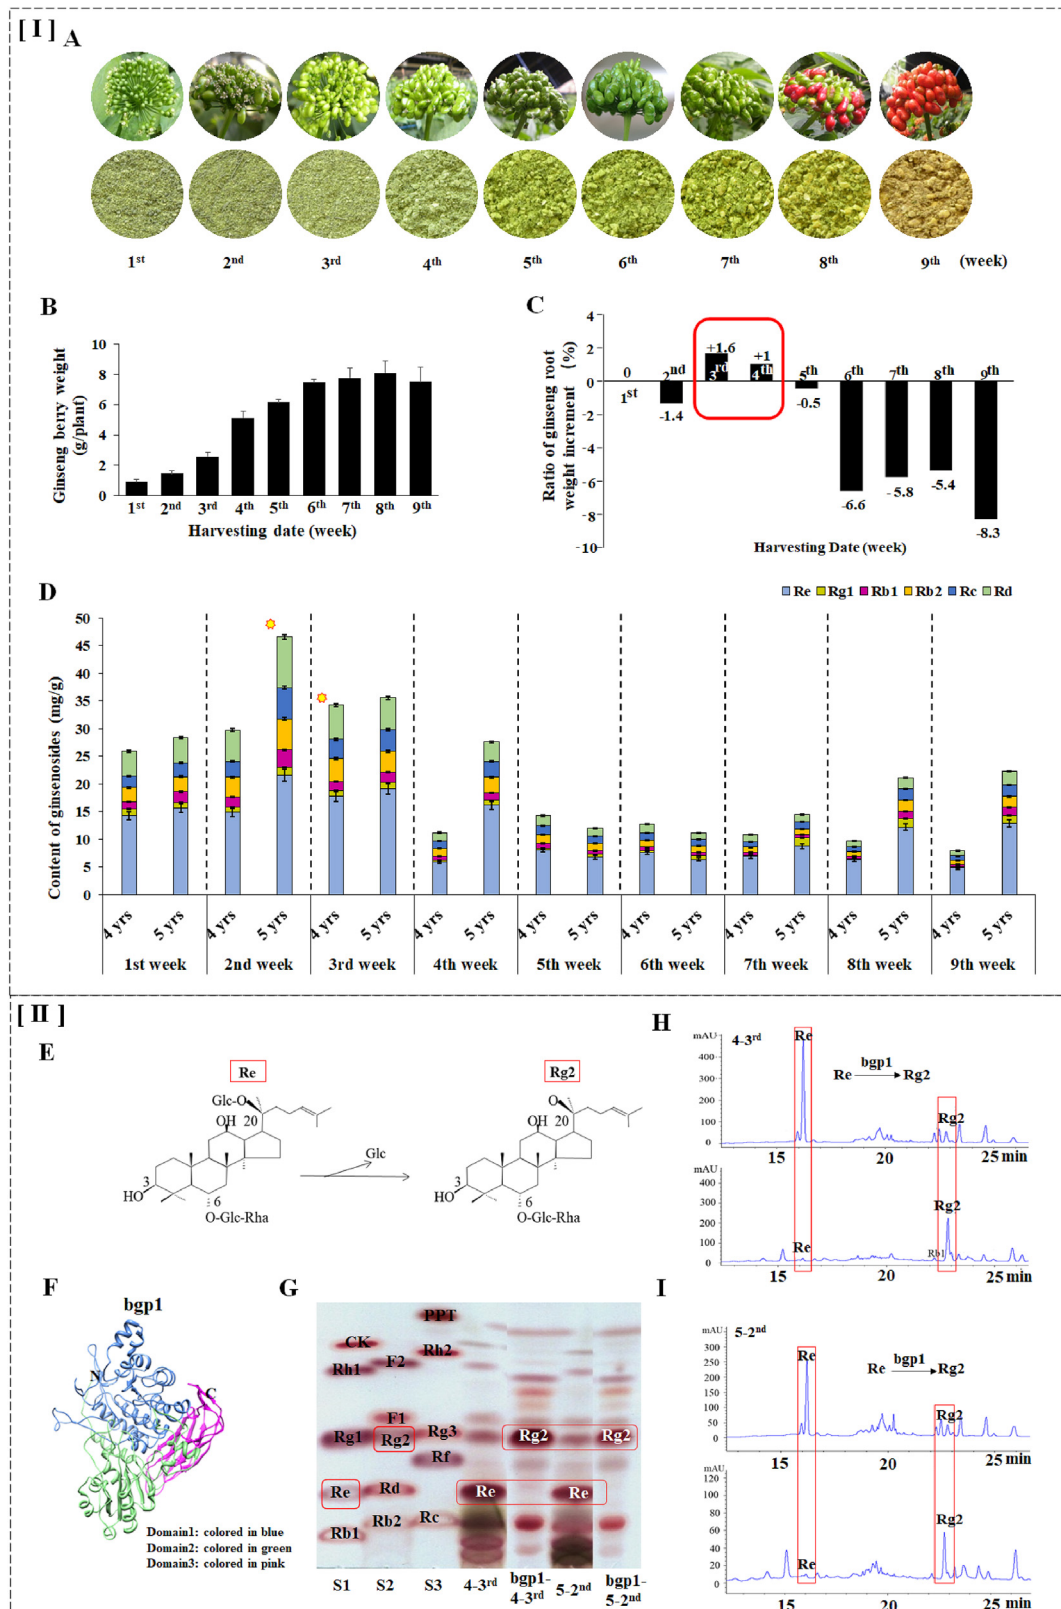 [ I ]
A
1st 2nd 3rd 4th 5th 6th 7th 8th 9th (week)
B
Ginseng berry weight
(g/plant)
10
8
6
4
2
0
1st 2nd 3rd 4th 5th 6th 7th 8th 9th
Harvesting date (week)
C
Ratio of ginseng root
weight increment (%)
4
2
0
-2
-4
-6
-8
-10
0 2nd +1.6 +1 5th 6th 7th 8th 9th
1st 3rd 4th
-1.4 -0.5
-6.6 -5.8 -5.4 -8.3
Harvesting Date (week)
D
Re Rg1 Rb1 Rb2 Rc Rd
Content of ginsenosides (mg/g)
50
45
40
35
30
25
20
15
10
5
0
4 yrs 5 yrs 4 yrs 5 yrs 4 yrs 5 yrs 4 yrs 5 yrs 4 yrs 5 yrs 4 yrs 5 yrs 4 yrs 5 yrs 4 yrs 5 yrs 4 yrs 5 yrs
1st week 2nd week 3rd week 4th week 5th week 6th week 7th week 8th week 9th week
[ II ]
E
Re
Glc-O
OH
20
3
HO
6
O-Glc-Rha
Glc
Rg2
O
OH
20
3
HO
6
O-Glc-Rha
F
bgp1
N
C
Domain1: colored in blue
Domain2: colored in green
Domain3: colored in pink
G
PPT
CK Rh2
Rh1 F2
F1
Rg1 Rg2 Rg3 Rg2 Rg2
Rf
Re Rd Re Re
Rb1 Rb2 Rc
S1 S2 S3 4-3rd bgp1-4-3rd 5-2nd bgp1-5-2nd
H
mAU 4-3rd
Re
400
300
200
100
0
Re bgp1 Rg2
Rg2
15 20 25 min
mAU
400
300
200
100
0
Rg2
Re Rb1
15 20 25 min
I
mAU 5-2nd
300
250
200
150
100
50
0
Re
Re bgp1 Rg2
Rg2
15 20 25 min
mAU
120
100
80
60
40
20
0
Rg2
Re
15 20 25 min